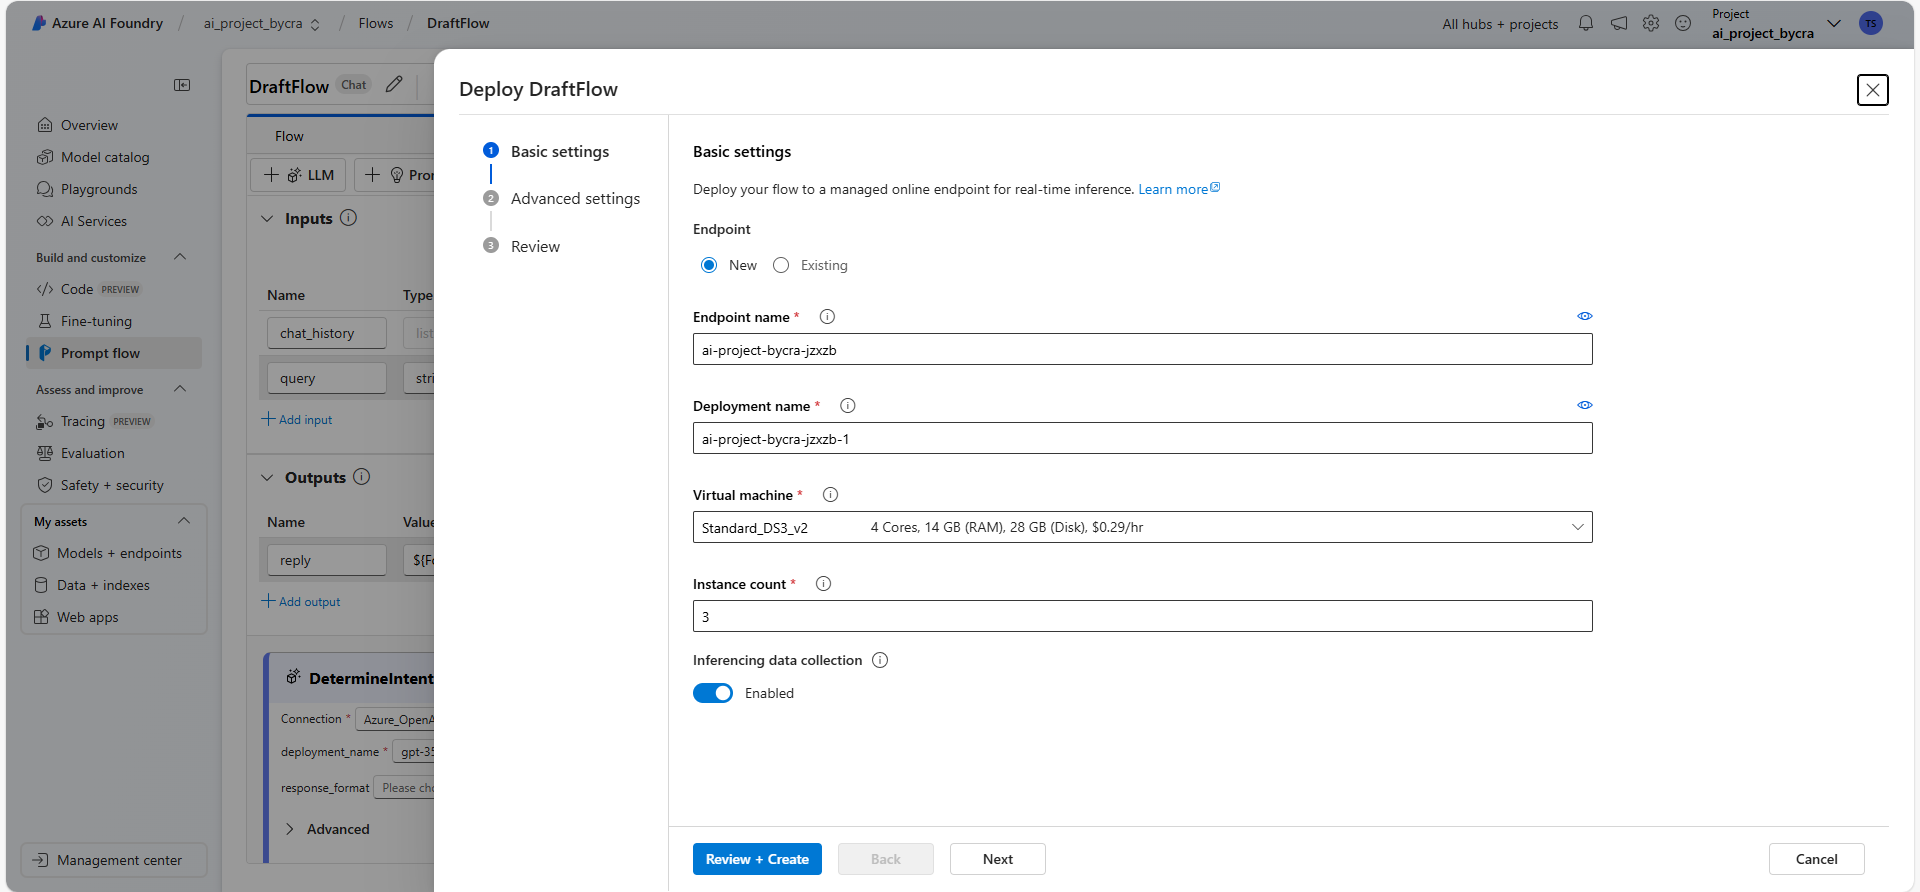 Azure AI Foundry / ai_project_bycra / Flows / DraftFlow
All hubs + projects
Project
ai_project_bycra
TS
Overview
Model catalog
Playgrounds
AI Services
Build and customize
Code PREVIEW
Fine-tuning
Prompt flow
Assess and improve
Tracing PREVIEW
Evaluation
Safety + security
My assets
Models + endpoints
Data + indexes
Web apps
Management center
DraftFlow Chat
Flow
LLM
Inputs
Name Type
chat_history list
query
Add input
Outputs
Name Value
reply
Add output
DetermineIntent
Connection *
deployment_name *
response_format Please
Advanced
Deploy DraftFlow
1 Basic settings
2 Advanced settings
3 Review
Basic settings
Deploy your flow to a managed online endpoint for real-time inference. Learn more
Endpoint
New Existing
Endpoint name *
ai-project-bycra-jzxzb
Deployment name *
ai-project-bycra-jzxzb-1
Virtual machine *
Standard_DS3_v2 4 Cores, 14 GB (RAM), 28 GB (Disk), $0.29/hr
Instance count *
3
Inferencing data collection
Enabled
Review + Create
Back
Next
Cancel